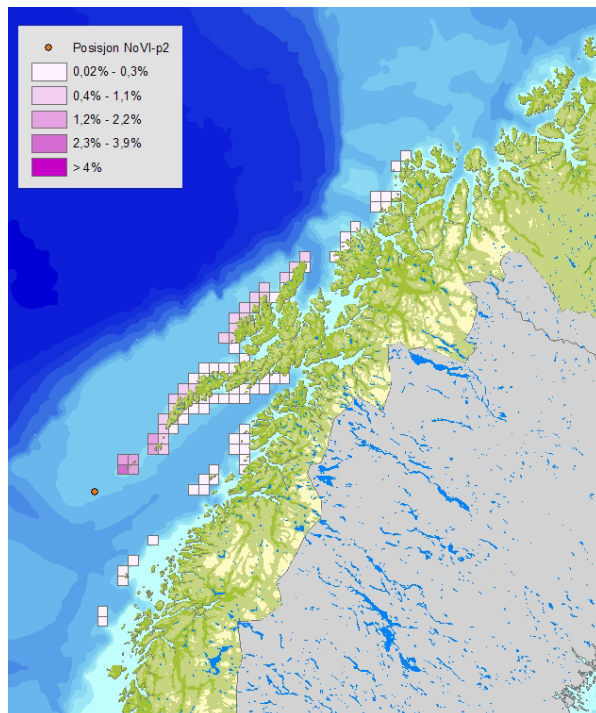 Posisjon NoVI-p2
0,02% - 0,3%
0,4% - 1,1%
1,2% - 2,2%
2,3% - 3,9%
> 4%